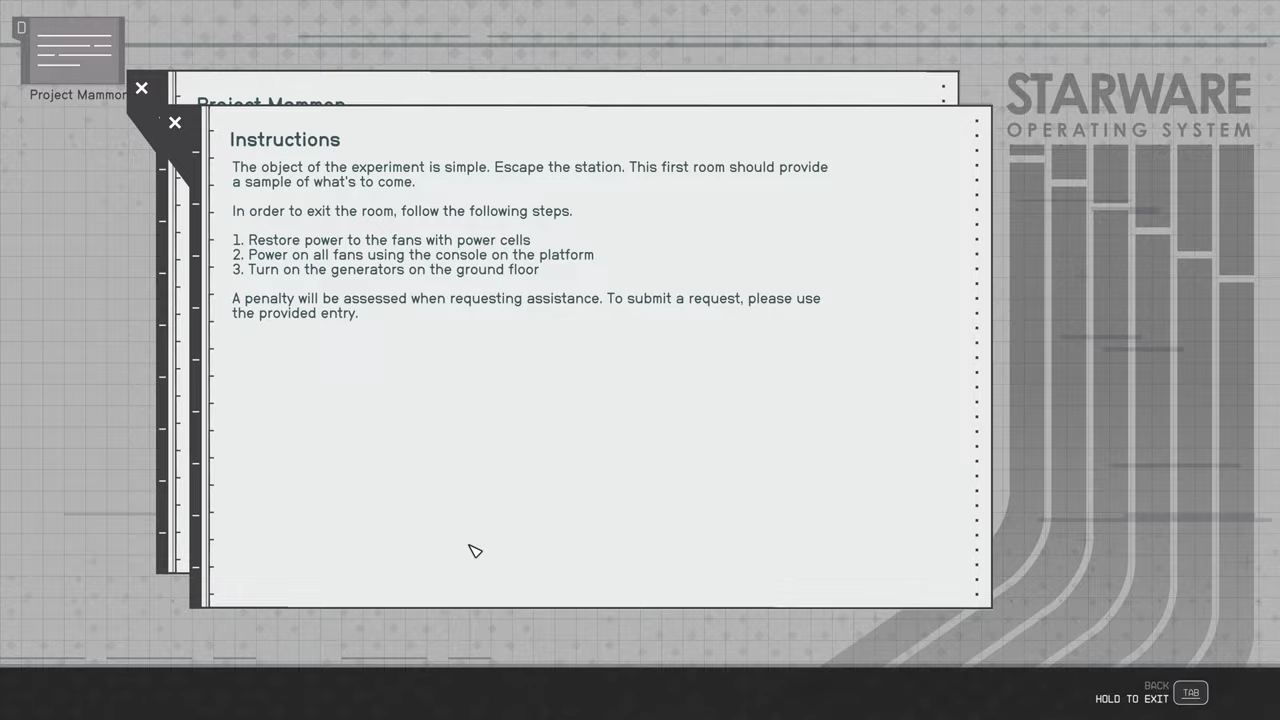 D
Project Mammon
Project Mammon
STARWARE
OPERATING SYSTEM
Instructions
The object of the experiment is simple. Escape the station. This first room should provide
a sample of what's to come.
In order to exit the room, follow the following steps.
1. Restore power to the fans with power cells
2. Power on all fans using the console on the platform
3. Turn on the generators on the ground floor
A penalty will be assessed when requesting assistance. To submit a request, please use
the provided entry.
BACK
HOLD TO EXIT TAB